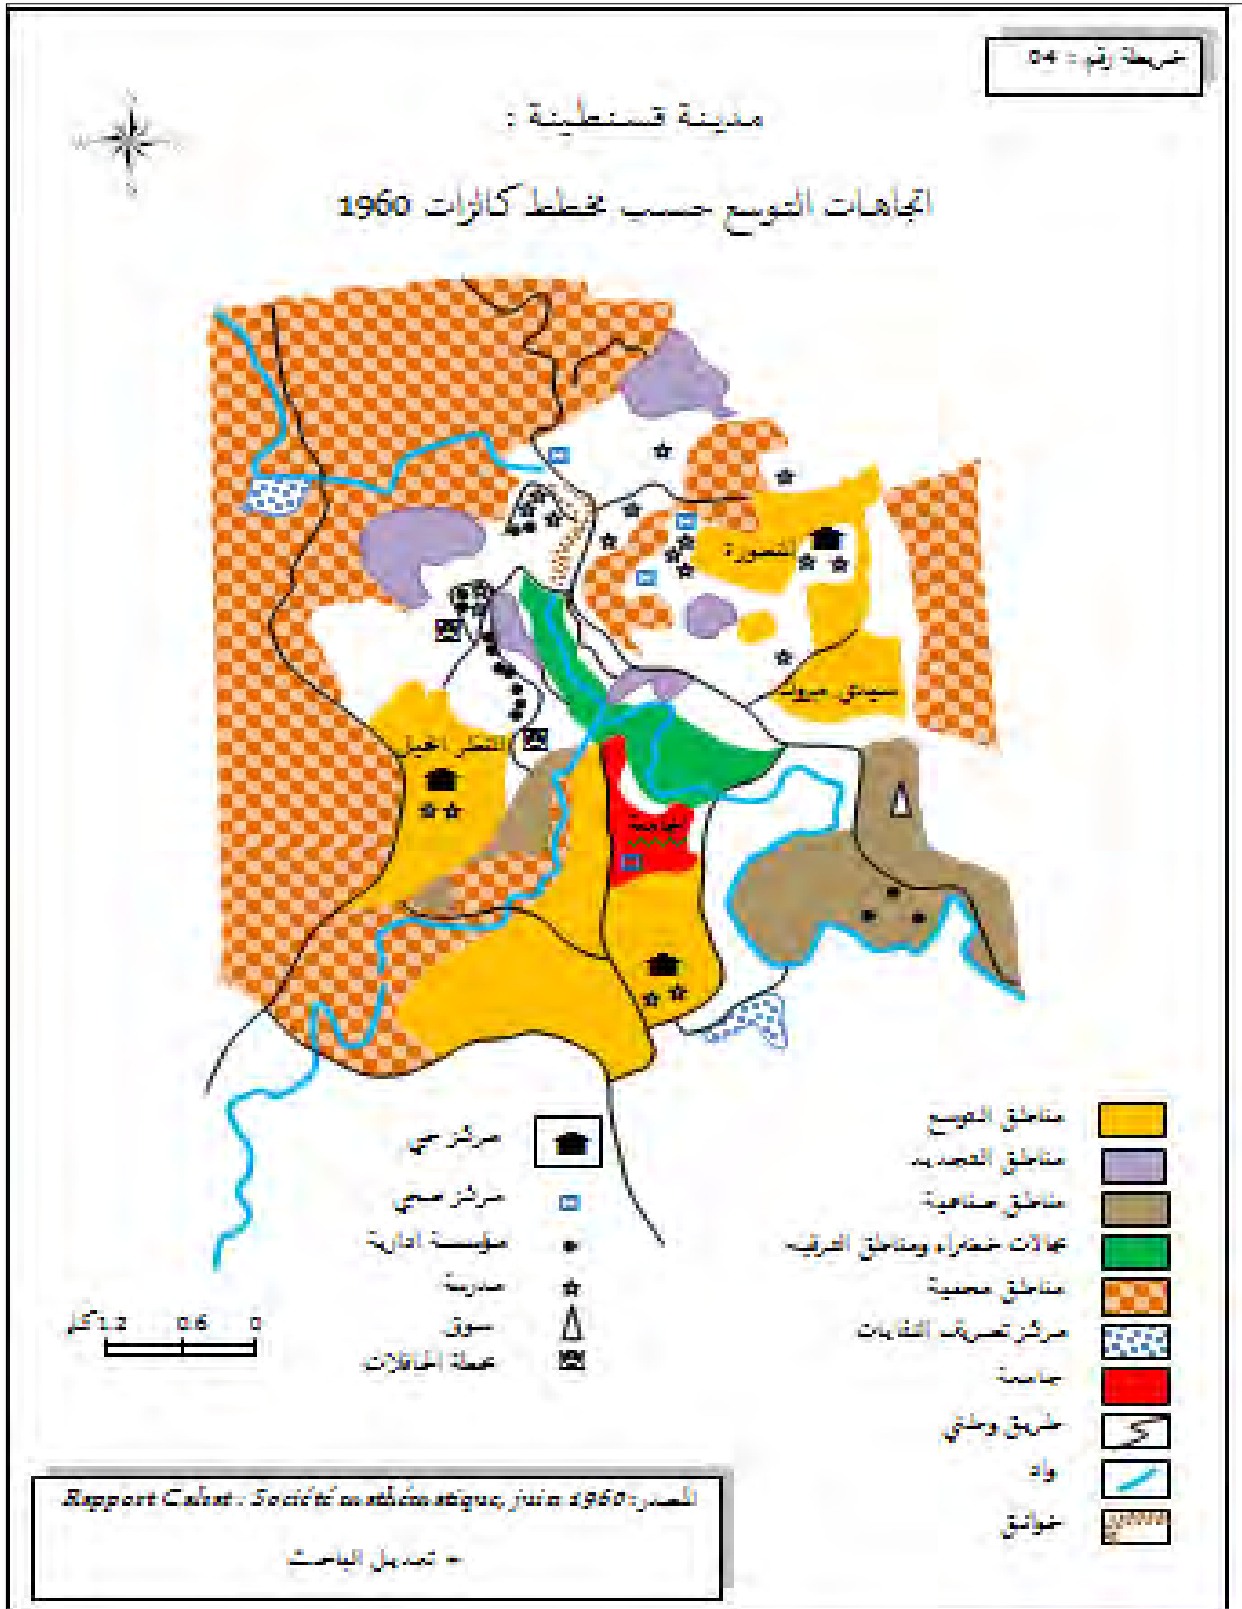 خريطة رقم : 04
مدينة قسنطينة :
اتجاهات التوسع حسب مخطط كالزات 1960
المنصورة
سيدي مبروك
المنظر الجميل
الجامعة
مناطق التوسع
مناطق التجديد
مناطق صناعية
مجالات خضراء ومناطق الترفيه
مناطق محمية
مركز تصريف النفايات
جامعة
طريق وطني
واد
خوانق
مركز حي
مركز صحي
مؤسسة ادارية
مدرسة
سوق
محطة الحافلات
0 0.6 1.2 كلم
المصدر: Rapport Calsat . Société mathématique, juin 1960
+ تعديل الباحث